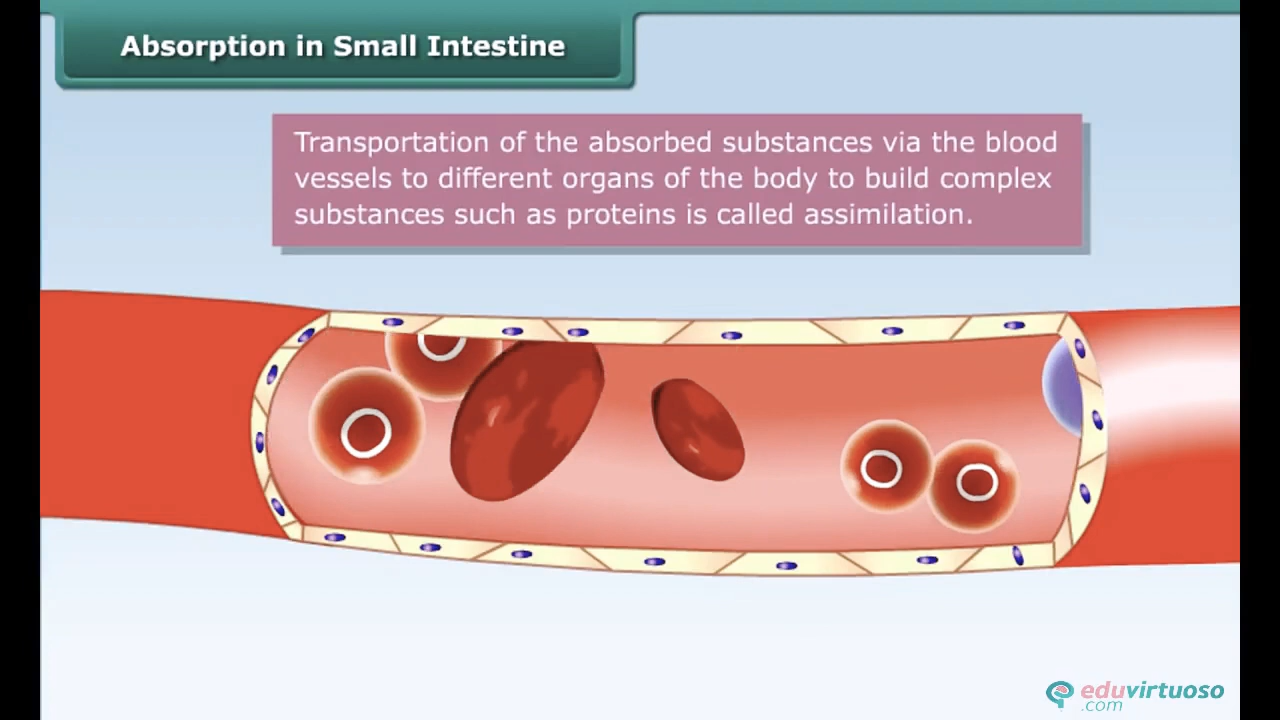 Absorption in Small Intestine
Transportation of the absorbed substances via the blood
vessels to different organs of the body to build complex
substances such as proteins is called assimilation.
eduvirtuoso
.com